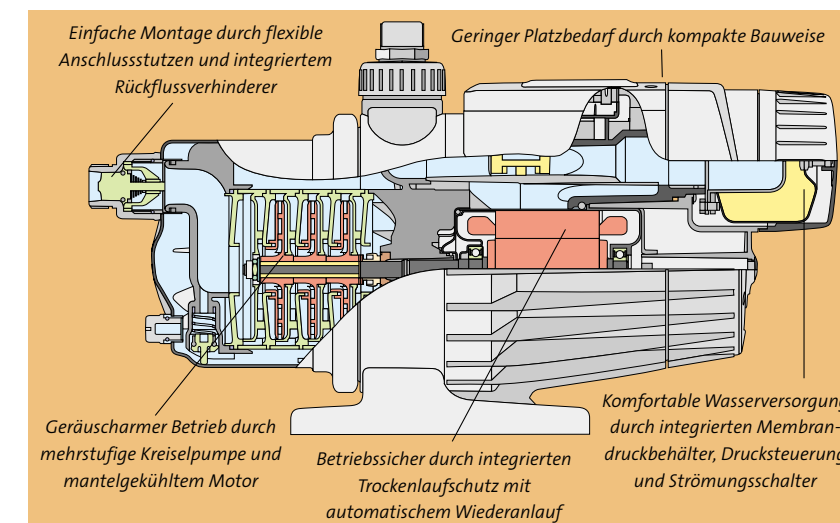 Einfache Montage durch flexible
Anschlussstutzen und integriertem
Rückflussverhinderer
Geringer Platzbedarf durch kompakte Bauweise
Geräuscharmer Betrieb durch
mehrstufige Kreiselpumpe und
mantelgekühltem Motor
Betriebssicher durch integrierten
Trockenlaufschutz mit
automatischem Wiederanlauf
Komfortable Wasserversorgung
durch integrierten Membran-
druckbehälter, Drucksteuerung
und Strömungsschalter